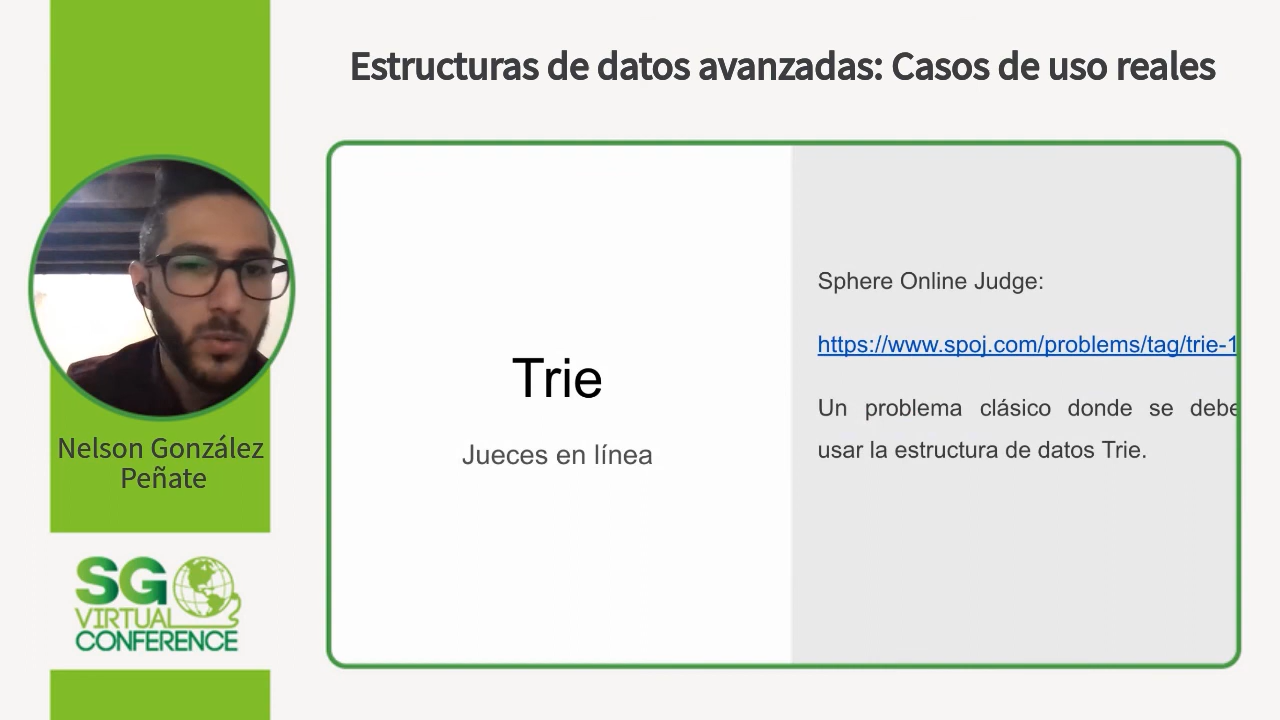 Estructuras de datos avanzadas: Casos de uso reales
Nelson González
Peñate
SG
VIRTUAL
CONFERENCE
Trie
Jueces en línea
Sphere Online Judge:
https://www.spoj.com/problems/tag/trie-1
Un problema clásico donde se debe
usar la estructura de datos Trie.